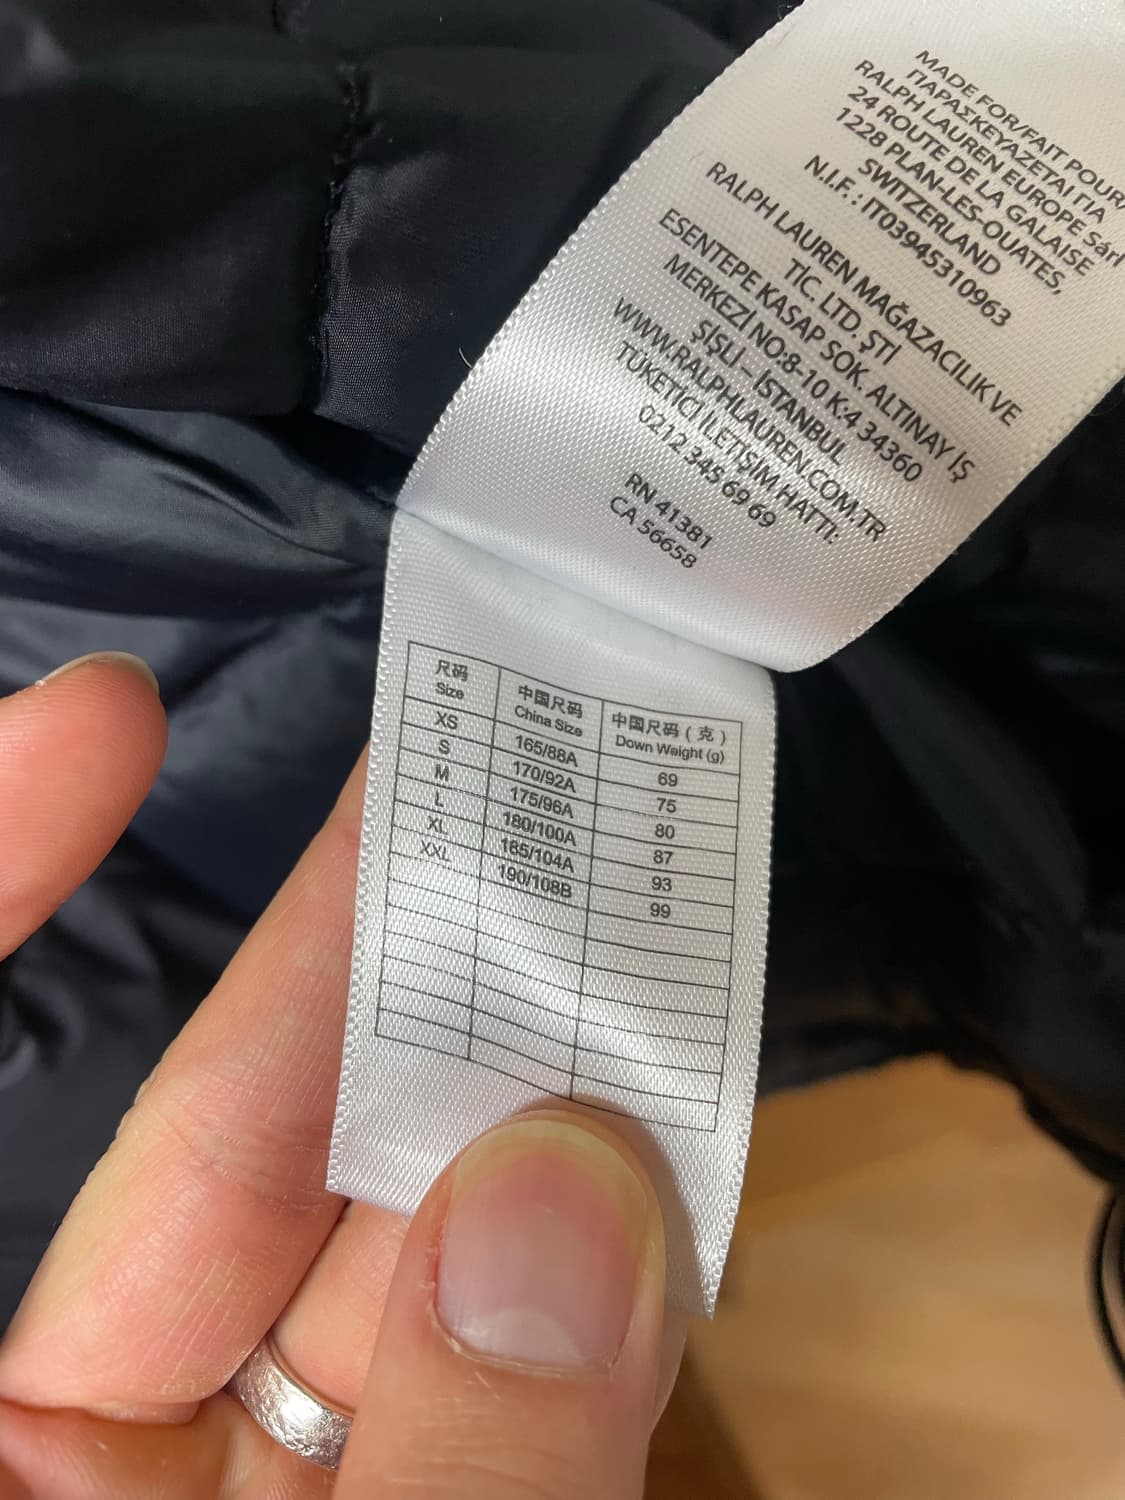 MADE FOR/FAIT POUR/
ΠΑΡΑΣΚΕΥΑΖΕΤΑΙ ΓΙΑ
RALPH LAUREN EUROPE Sárl
24 ROUTE DE LA GALAISE
1228 PLAN-LES-OUATES,
SWITZERLAND
N.I.F. : IT03945310963
RALPH LAUREN MAĞAZACILIK VE
TİC. LTD. ŞTİ
ESENTEPE KASAP SOK. ALTINAY İŞ
MERKEZİ NO:8-10 K:4 34360
ŞİŞLİ – İSTANBUL
WWW.RALPHLAUREN.COM.TR
TÜKETİCİ İLETİŞİM HATTI:
0212 345 69 69
RN 41381
CA 56658
尺码 中国尺码 中国尺码（克）
Size China Size Down Weight (g)
XS 165/88A 69
S 170/92A 75
M 175/96A 80
L 180/100A 87
XL 185/104A 93
XXL 190/108B 99